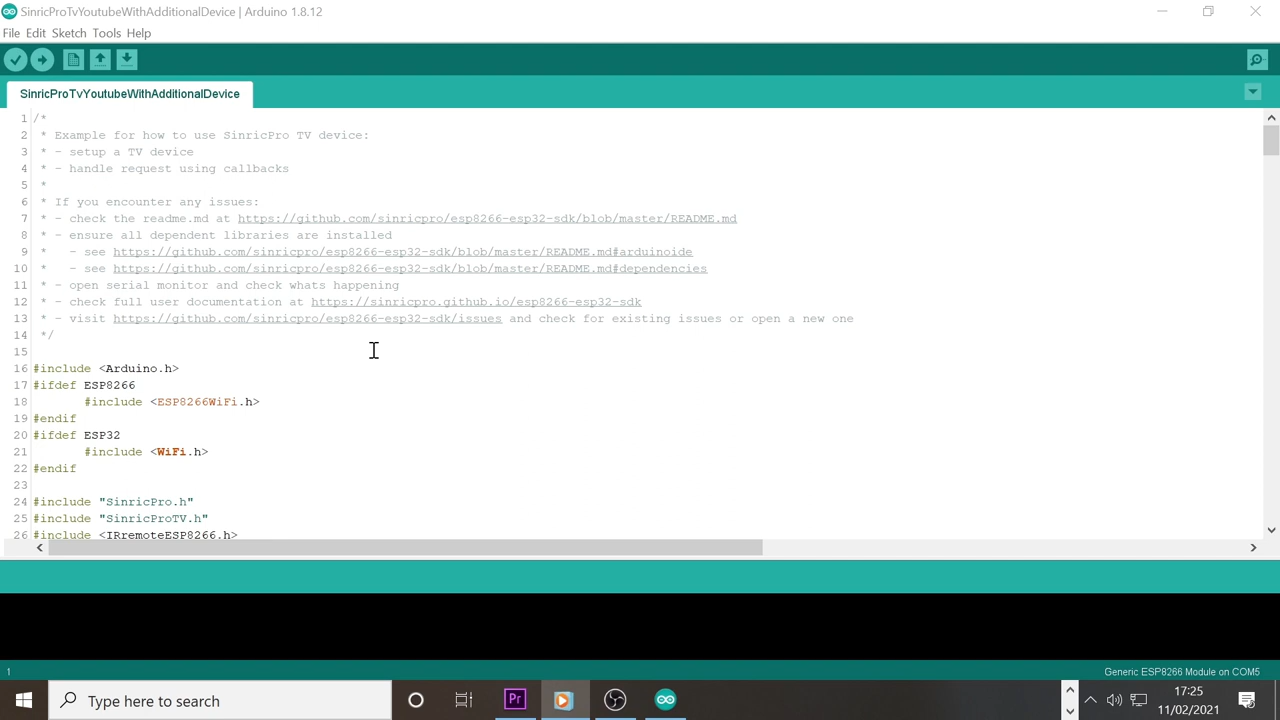 SinricProTvYoutubeWithAdditionalDevice | Arduino 1.8.12
File Edit Sketch Tools Help
SinricProTvYoutubeWithAdditionalDevice
1 /*
2  * Example for how to use SinricPro TV device:
3  * - setup a TV device
4  * - handle request using callbacks
5  *
6  * If you encounter any issues:
7  * - check the readme.md at https://github.com/sinricpro/esp8266-esp32-sdk/blob/master/README.md
8  * - ensure all dependent libraries are installed
9  *   - see https://github.com/sinricpro/esp8266-esp32-sdk/blob/master/README.md#arduinoide
10  *   - see https://github.com/sinricpro/esp8266-esp32-sdk/blob/master/README.md#dependencies
11  * - open serial monitor and check whats happening
12  * - check full user documentation at https://sinricpro.github.io/esp8266-esp32-sdk
13  * - visit https://github.com/sinricpro/esp8266-esp32-sdk/issues and check for existing issues or open a new one
14  */
15
16 #include <Arduino.h>
17 #ifdef ESP8266
18        #include <ESP8266WiFi.h>
19 #endif
20 #ifdef ESP32
21        #include <WiFi.h>
22 #endif
23
24 #include "SinricPro.h"
25 #include "SinricProTV.h"
26 #include <IRremoteESP8266.h>
1
Generic ESP8266 Module on COM5
Type here to search
Pr
17:25
11/02/2021